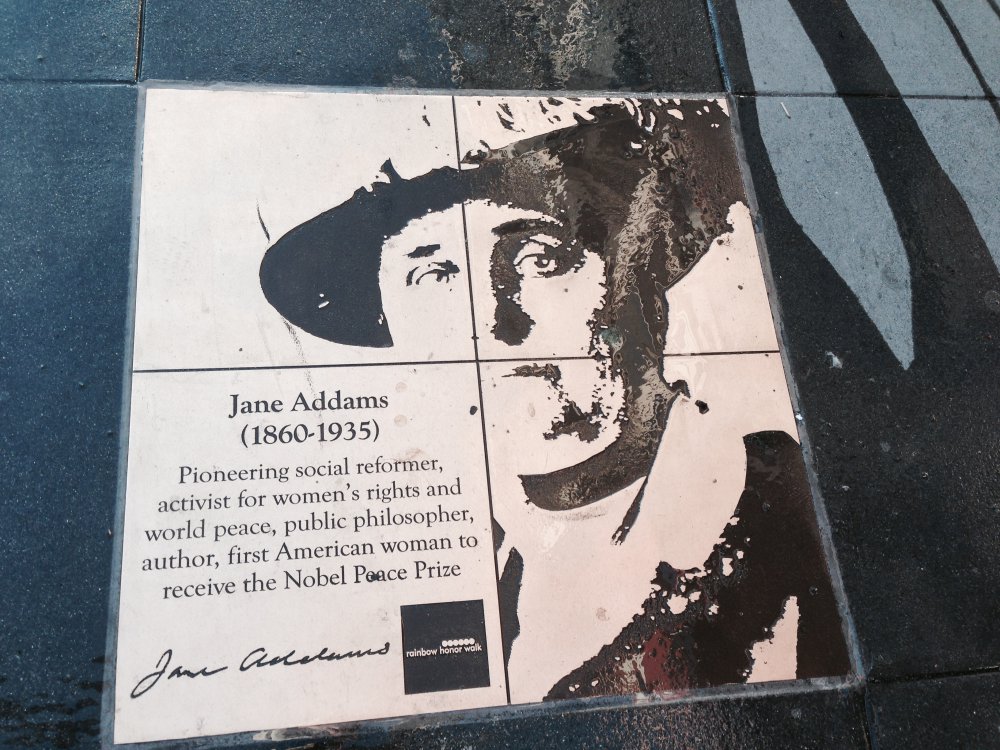 Jane Addams
(1860-1935)
Pioneering social reformer,
activist for women's rights and
world peace, public philosopher,
author, first American woman to
receive the Nobel Peace Prize
Jane Addams
rainbow honor walk